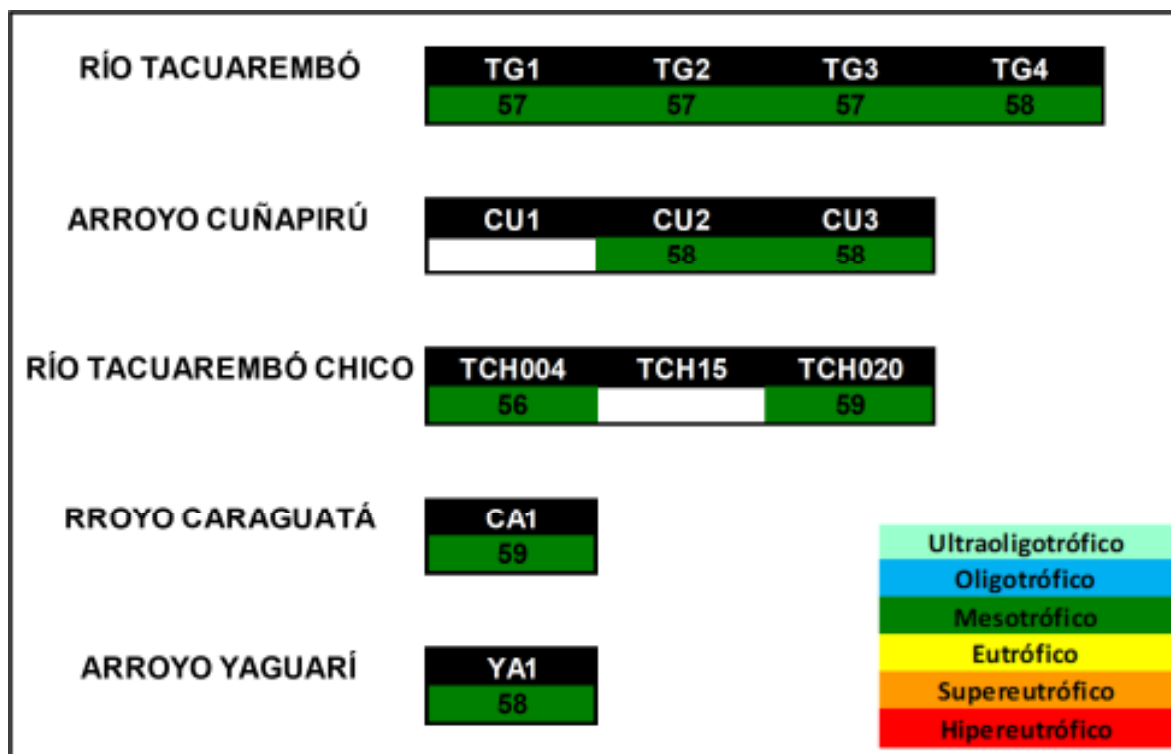 RÍO TACUAREMBÓ
TG1 TG2 TG3 TG4
57 57 57 58
ARROYO CUÑAPIRÚ
CU1 CU2 CU3
58 58
RÍO TACUAREMBÓ CHICO
TCH004 TCH15 TCH020
56 59
RROYO CARAGUATÁ
CA1
59
ARROYO YAGUARÍ
YA1
58
Ultraoligotrófico
Oligotrófico
Mesotrófico
Eutrófico
Supereutrófico
Hipereutrófico